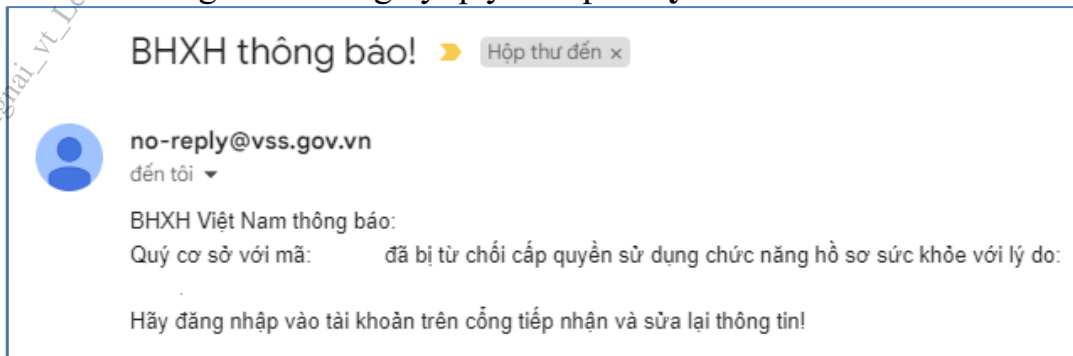 BHXH thông báo! Hộp thư đến ×
no-reply@vss.gov.vn
đến tôi
BHXH Việt Nam thông báo:
Quý cơ sở với mã: đã bị từ chối cấp quyền sử dụng chức năng hồ sơ sức khỏe với lý do:
Hãy đăng nhập vào tài khoản trên cổng tiếp nhận và sửa lại thông tin!